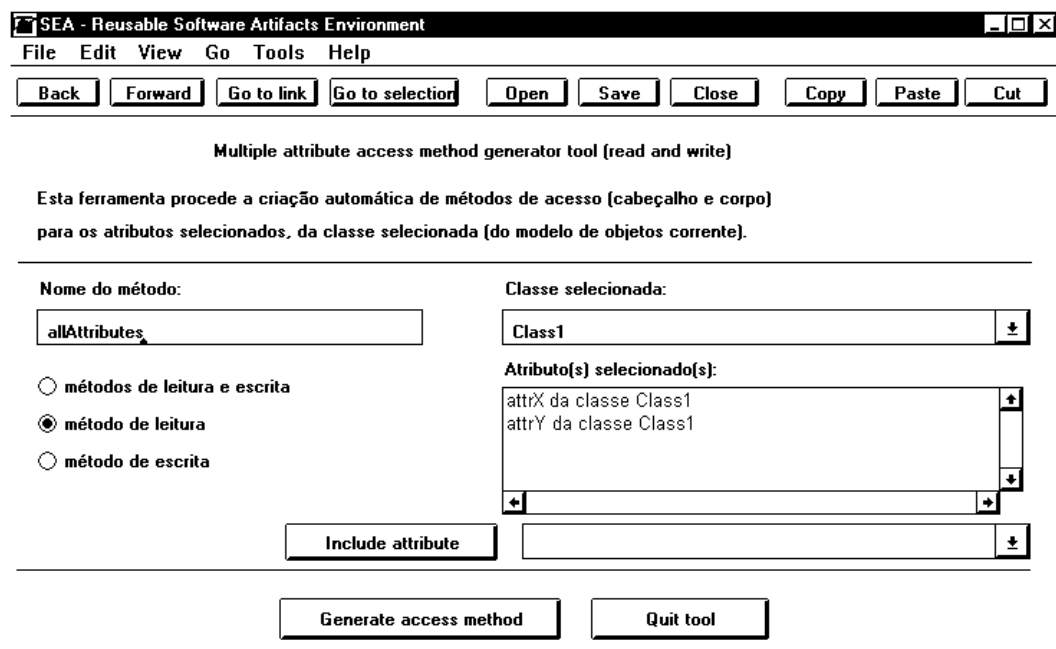 SEA - Reusable Software Artifacts Environment
File Edit View Go Tools Help
Back Forward Go to link Go to selection Open Save Close Copy Paste Cut
Multiple attribute access method generator tool (read and write)
Esta ferramenta procede a criação automática de métodos de acesso (cabeçalho e corpo)
para os atributos selecionados, da classe selecionada (do modelo de objetos corrente).
Nome do método: Classe selecionada:
allAttributes Class1
Atributo(s) selecionado(s):
métodos de leitura e escrita attrX da classe Class1
método de leitura attrY da classe Class1
método de escrita
Include attribute
Generate access method Quit tool